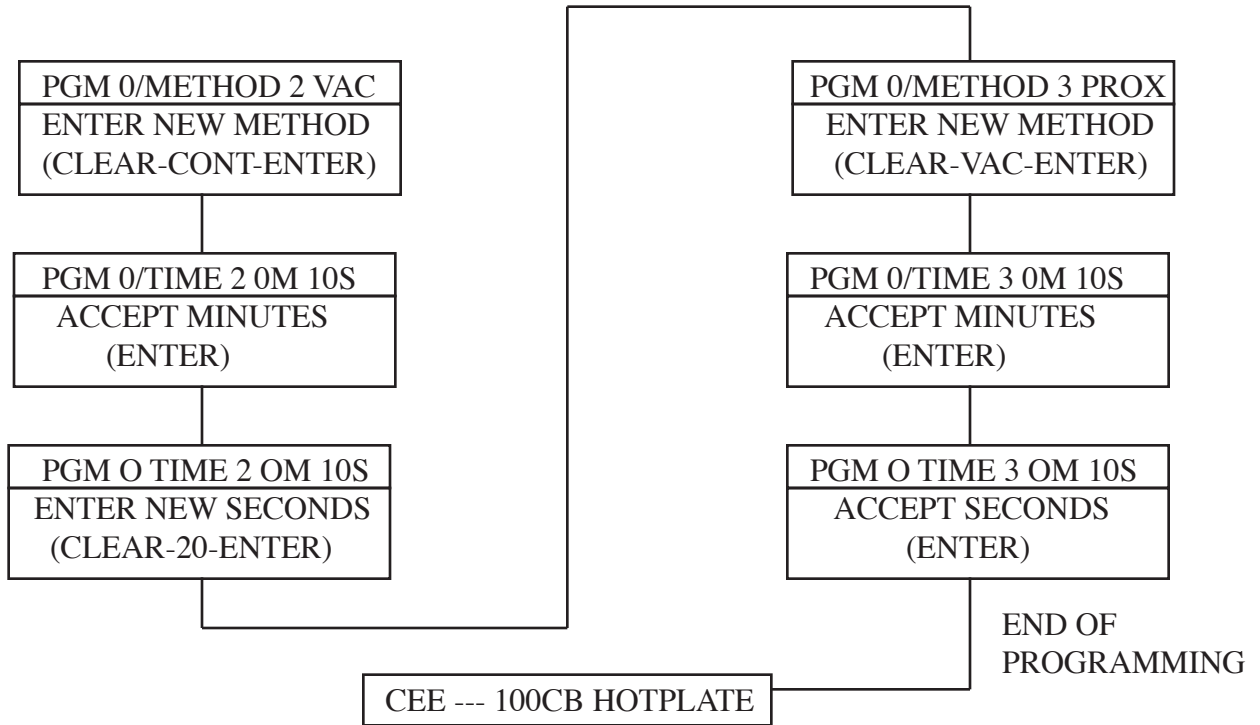 PGM 0/METHOD 2 VAC
ENTER NEW METHOD
(CLEAR-CONT-ENTER)
PGM 0/TIME 2 0M 10S
ACCEPT MINUTES
(ENTER)
PGM O TIME 2 OM 10S
ENTER NEW SECONDS
(CLEAR-20-ENTER)
PGM 0/METHOD 3 PROX
ENTER NEW METHOD
(CLEAR-VAC-ENTER)
PGM 0/TIME 3 0M 10S
ACCEPT MINUTES
(ENTER)
PGM O TIME 3 OM 10S
ACCEPT SECONDS
(ENTER)
END OF
PROGRAMMING
CEE --- 100CB HOTPLATE